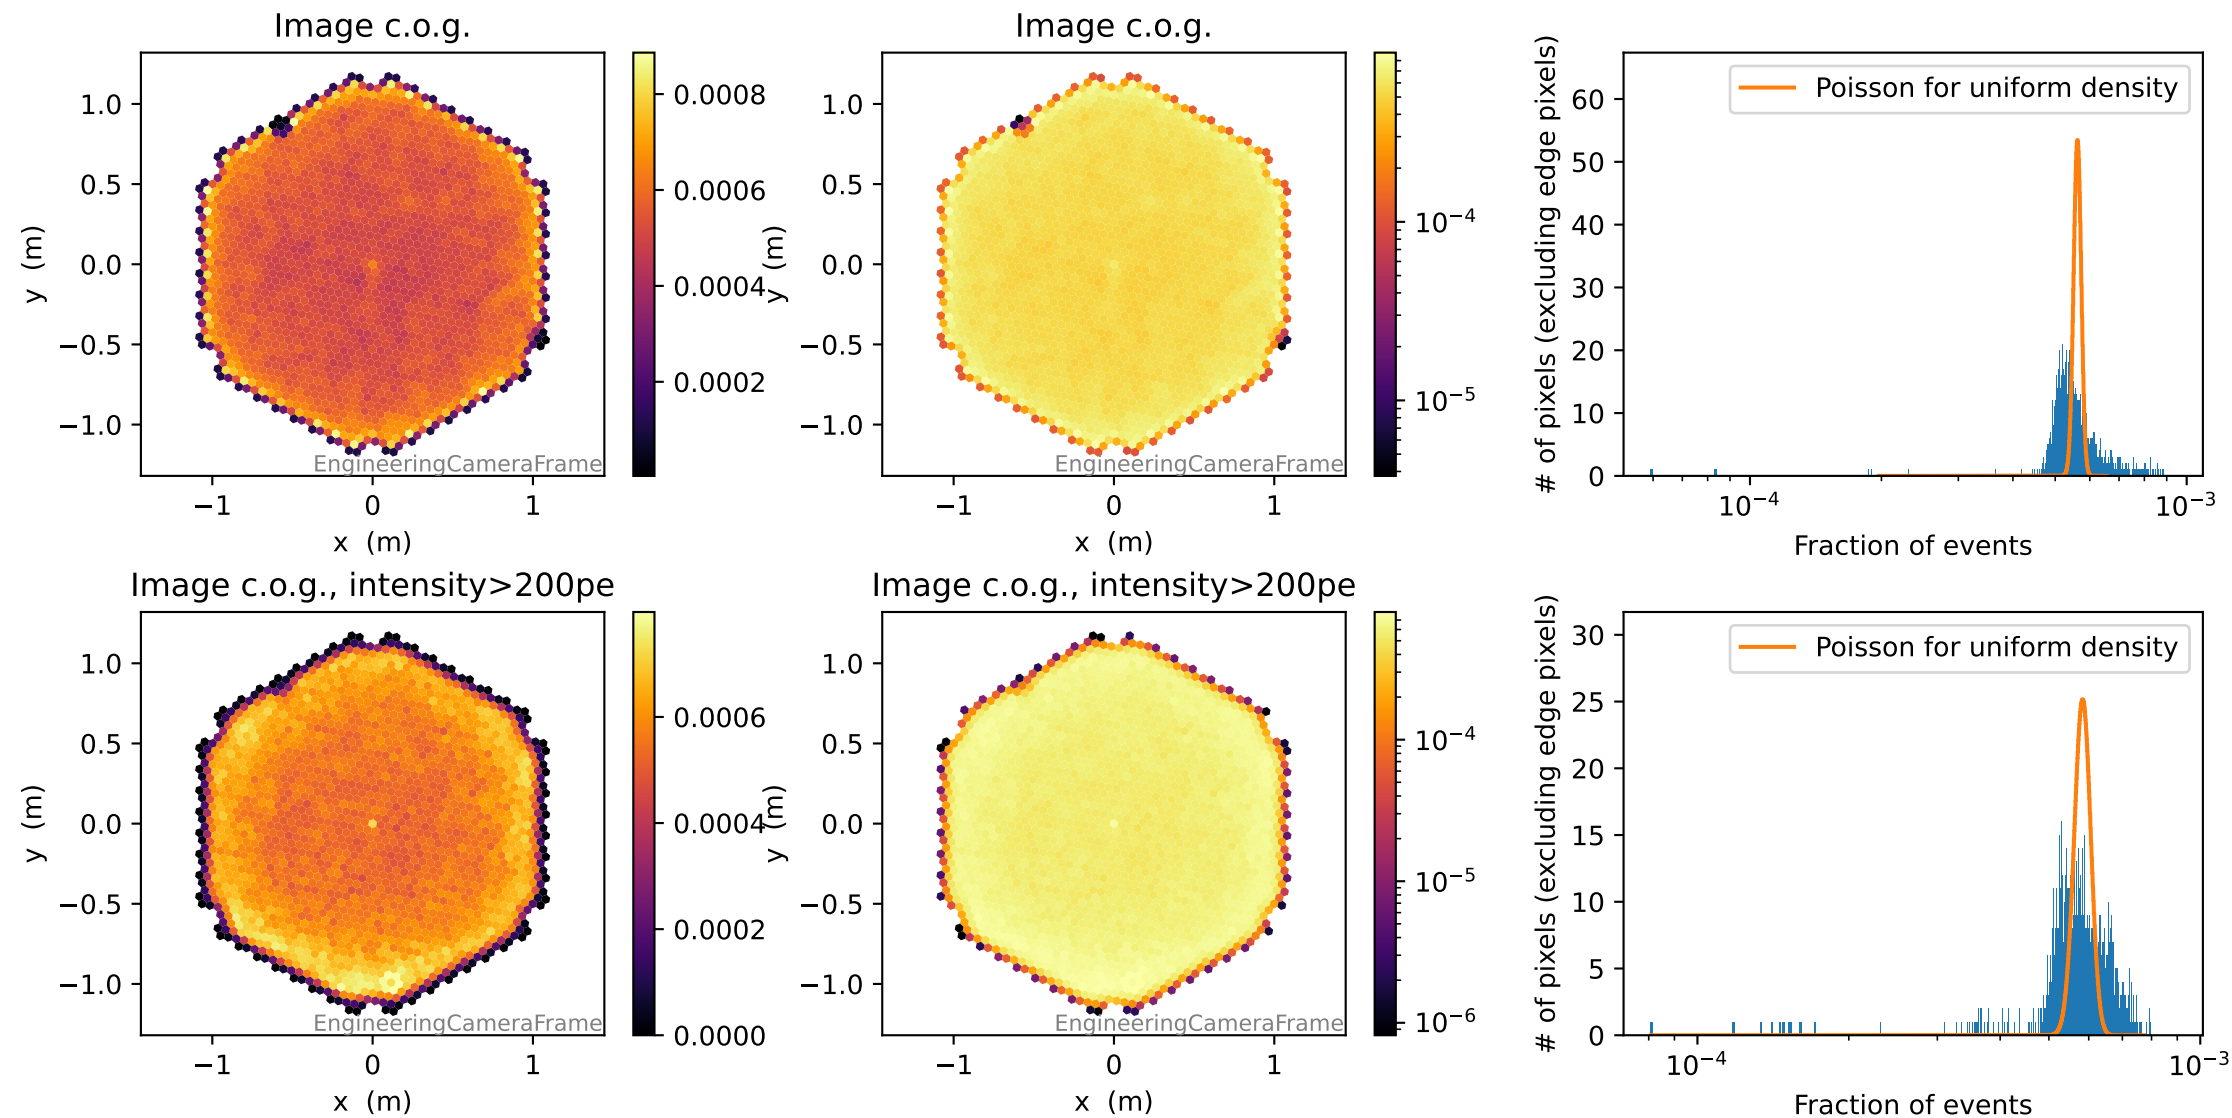 Image c.o.g.
1.0
0.5
0.0
−0.5
−1.0
y (m)
−1
0
1
x (m)
EngineeringCameraFrame
0.0008
0.0006
0.0004
0.0002
Image c.o.g.
1.0
0.5
0.0
−0.5
−1.0
y (m)
−1
0
1
x (m)
EngineeringCameraFrame
10⁻⁴
10⁻⁵
# of pixels (excluding edge pixels)
60
50
40
30
20
10
0
Poisson for uniform density
10⁻⁴
10⁻³
Fraction of events
Image c.o.g., intensity>200pe
1.0
0.5
0.0
−0.5
−1.0
y (m)
−1
0
1
x (m)
EngineeringCameraFrame
0.0006
0.0004
0.0002
0.0000
Image c.o.g., intensity>200pe
1.0
0.5
0.0
−0.5
−1.0
y (m)
−1
0
1
x (m)
EngineeringCameraFrame
10⁻⁴
10⁻⁵
10⁻⁶
# of pixels (excluding edge pixels)
30
25
20
15
10
5
0
Poisson for uniform density
10⁻⁴
10⁻³
Fraction of events